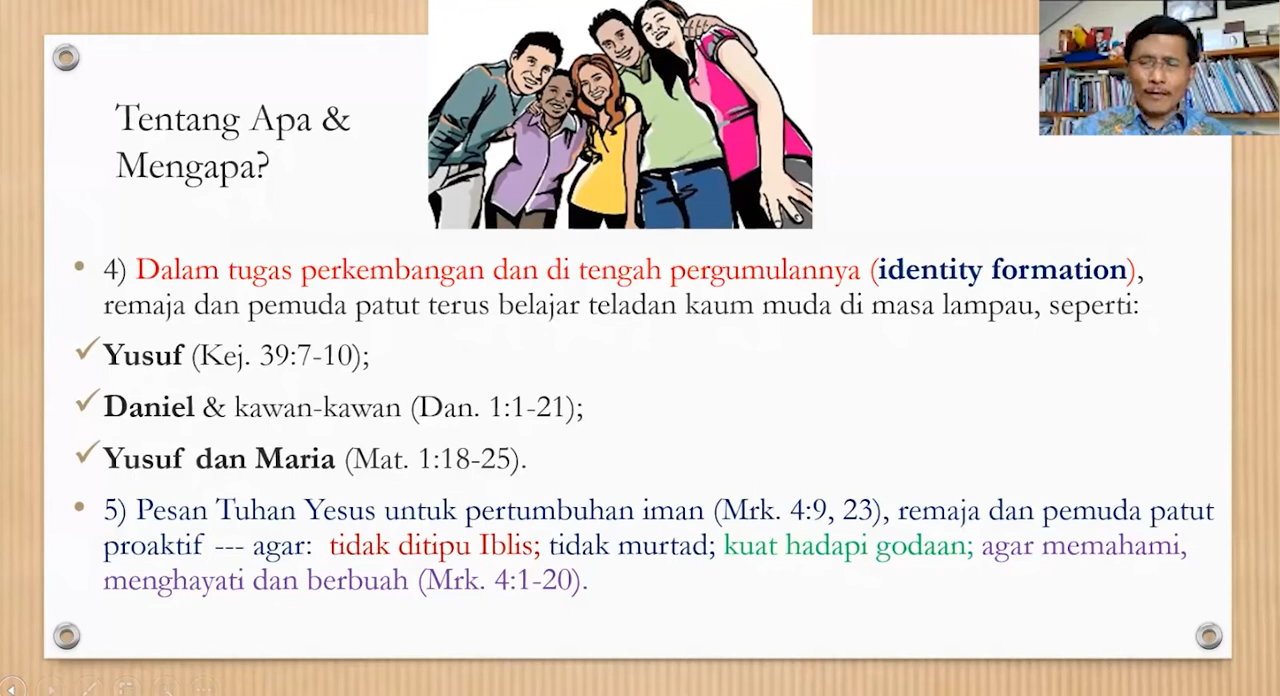 Tentang Apa &
Mengapa?
• 4) Dalam tugas perkembangan dan di tengah pergumulannya (identity formation),
remaja dan pemuda patut terus belajar teladan kaum muda di masa lampau, seperti:
✓ Yusuf (Kej. 39:7-10);
✓ Daniel & kawan-kawan (Dan. 1:1-21);
✓ Yusuf dan Maria (Mat. 1:18-25).
• 5) Pesan Tuhan Yesus untuk pertumbuhan iman (Mrk. 4:9, 23), remaja dan pemuda patut
proaktif --- agar: tidak ditipu Iblis; tidak murtad; kuat hadapi godaan; agar memahami,
menghayati dan berbuah (Mrk. 4:1-20).